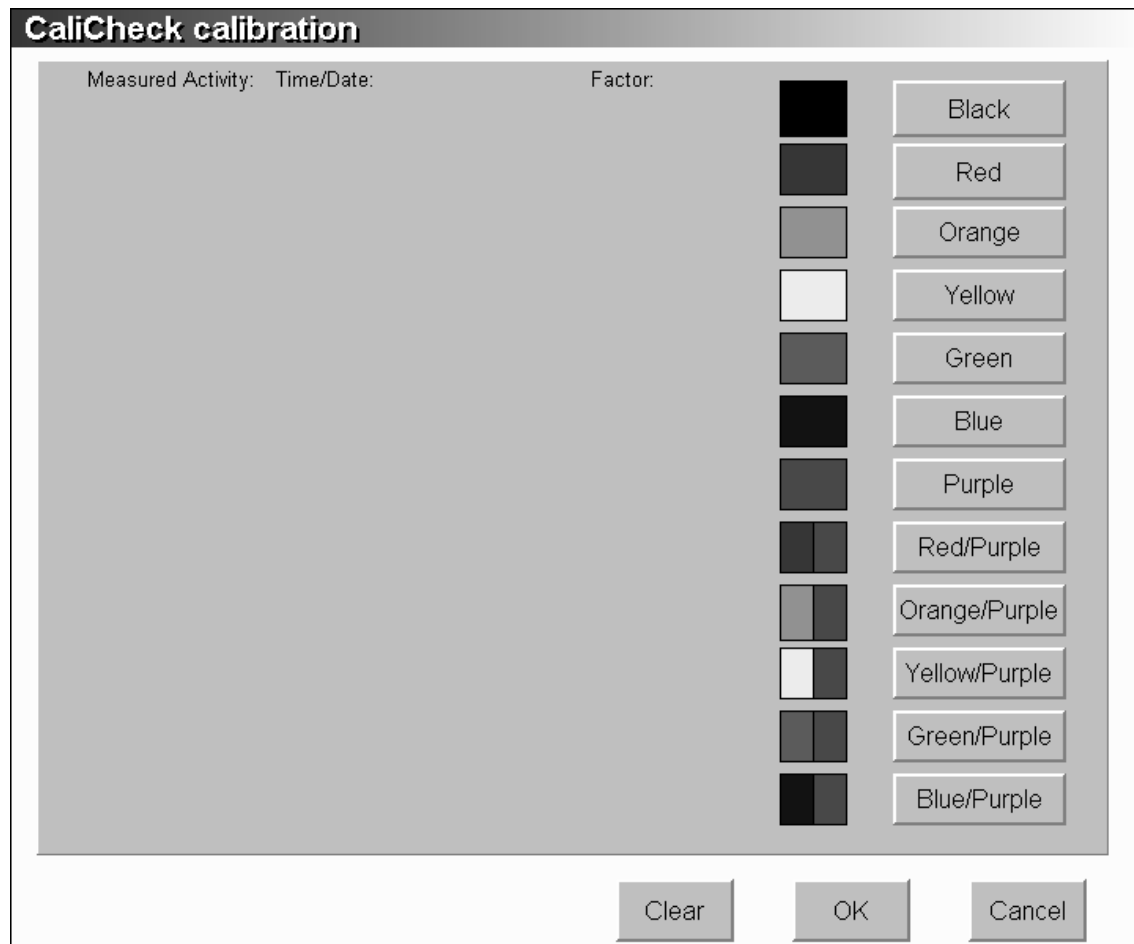 CaliCheck calibration
Measured Activity: Time/Date: Factor:
Black
Red
Orange
Yellow
Green
Blue
Purple
Red/Purple
Orange/Purple
Yellow/Purple
Green/Purple
Blue/Purple
Clear OK Cancel